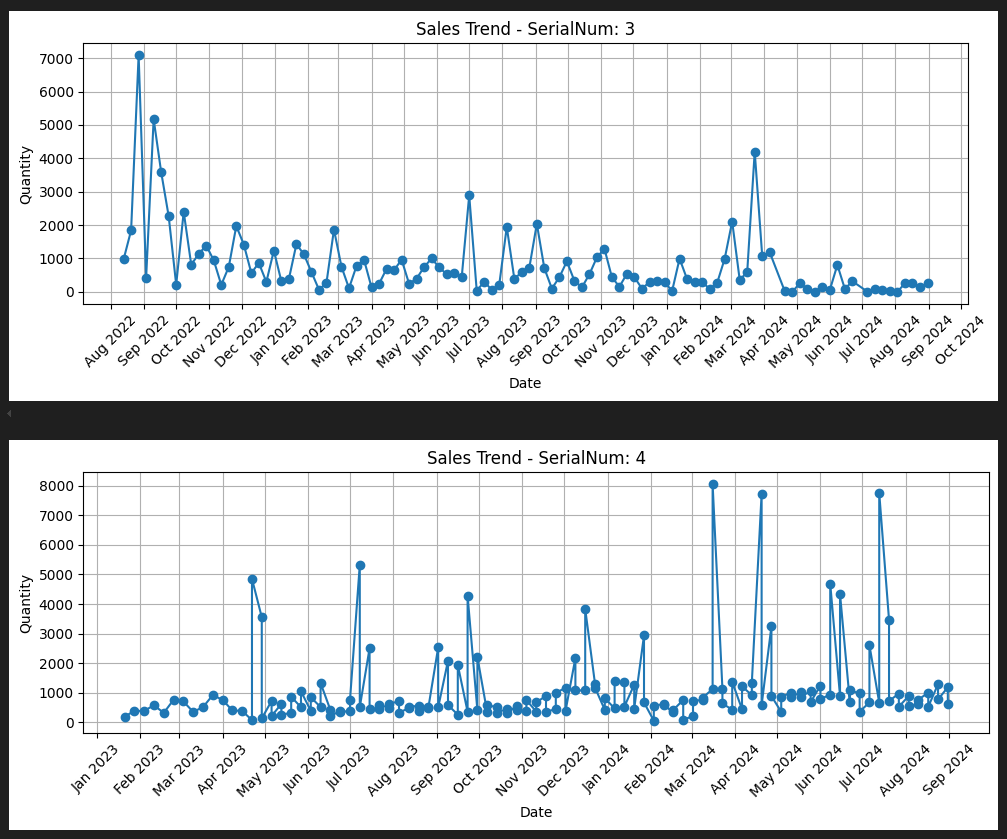 Sales Trend - SerialNum: 3
Quantity
7000
6000
5000
4000
3000
2000
1000
0
Aug 2022 Sep 2022 Oct 2022 Nov 2022 Dec 2022 Jan 2023 Feb 2023 Mar 2023 Apr 2023 May 2023 Jun 2023 Jul 2023 Aug 2023 Sep 2023 Oct 2023 Nov 2023 Dec 2023 Jan 2024 Feb 2024 Mar 2024 Apr 2024 May 2024 Jun 2024 Jul 2024 Aug 2024 Sep 2024 Oct 2024
Date
Sales Trend - SerialNum: 4
Quantity
8000
7000
6000
5000
4000
3000
2000
1000
0
Jan 2023 Feb 2023 Mar 2023 Apr 2023 May 2023 Jun 2023 Jul 2023 Aug 2023 Sep 2023 Oct 2023 Nov 2023 Dec 2023 Jan 2024 Feb 2024 Mar 2024 Apr 2024 May 2024 Jun 2024 Jul 2024 Aug 2024 Sep 2024
Date